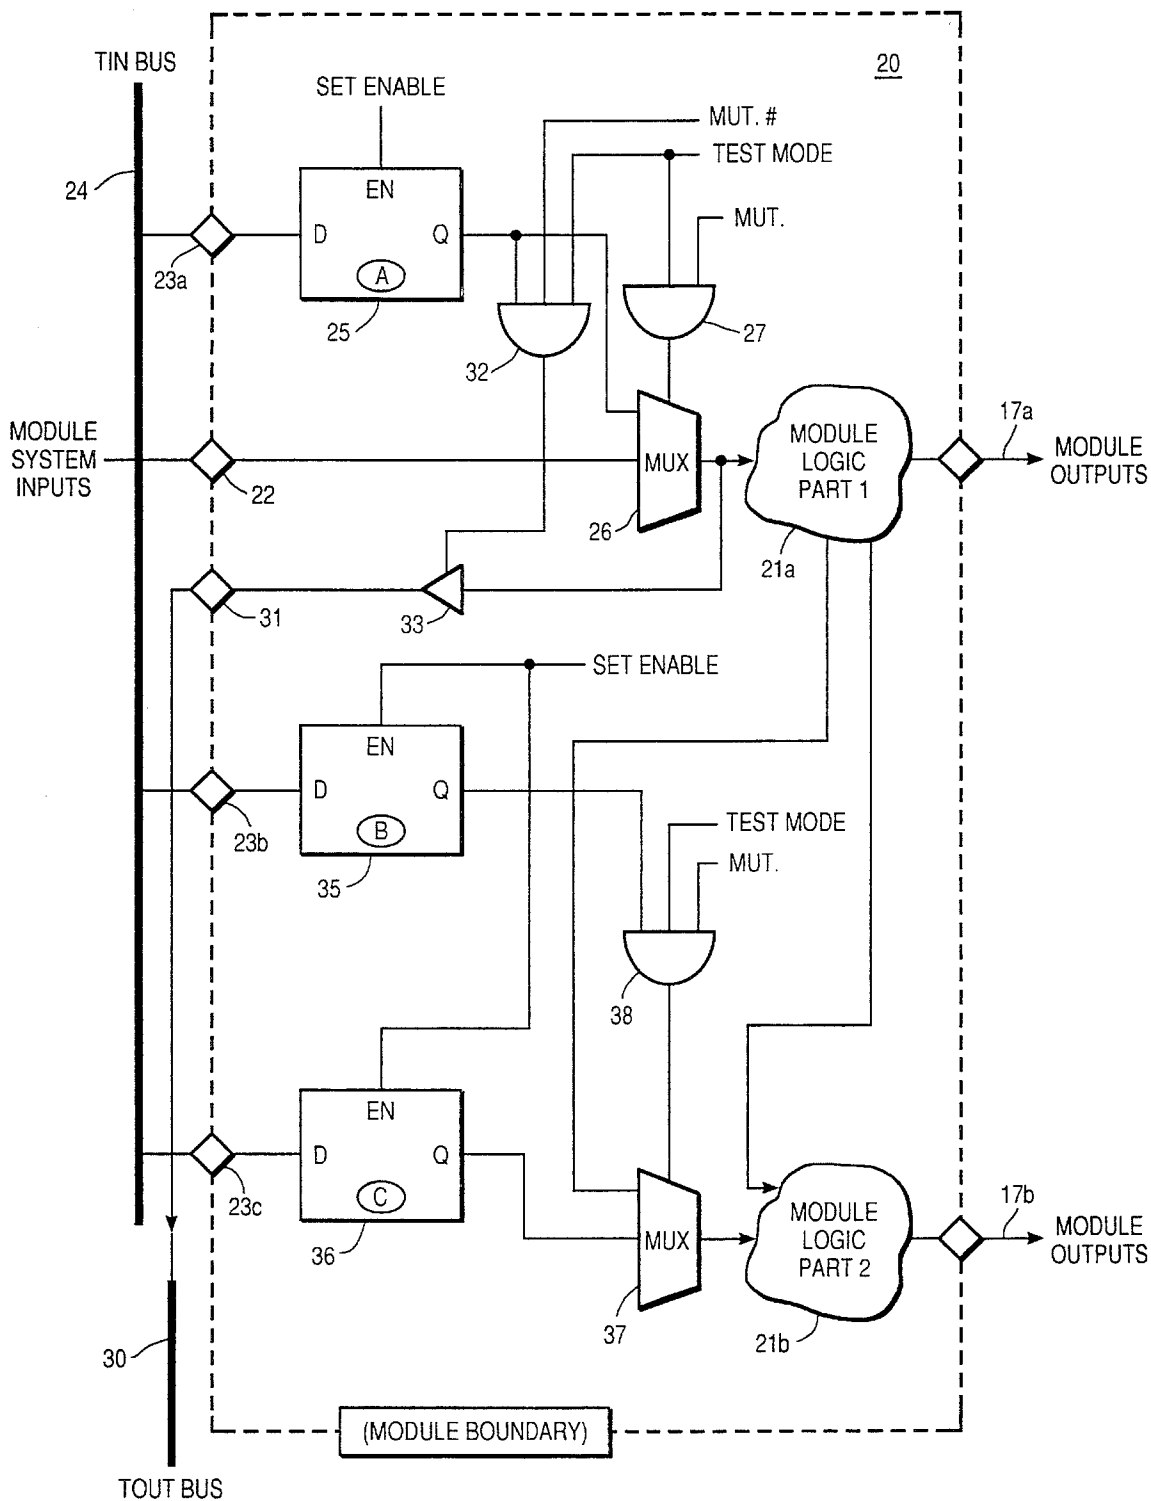 TIN BUS
20
SET ENABLE
MUT. #
TEST MODE
24
EN
MUT.
D
Q
23a
A
25
32
27
17a
MODULE
SYSTEM
INPUTS
MUX
MODULE
LOGIC
PART 1
MODULE
OUTPUTS
22
26
21a
31
33
SET ENABLE
EN
D
Q
23b
B
TEST MODE
MUT.
35
38
EN
D
Q
23c
C
36
MUX
MODULE
LOGIC
PART 2
17b
MODULE
OUTPUTS
37
21b
30
(MODULE BOUNDARY)
TOUT BUS